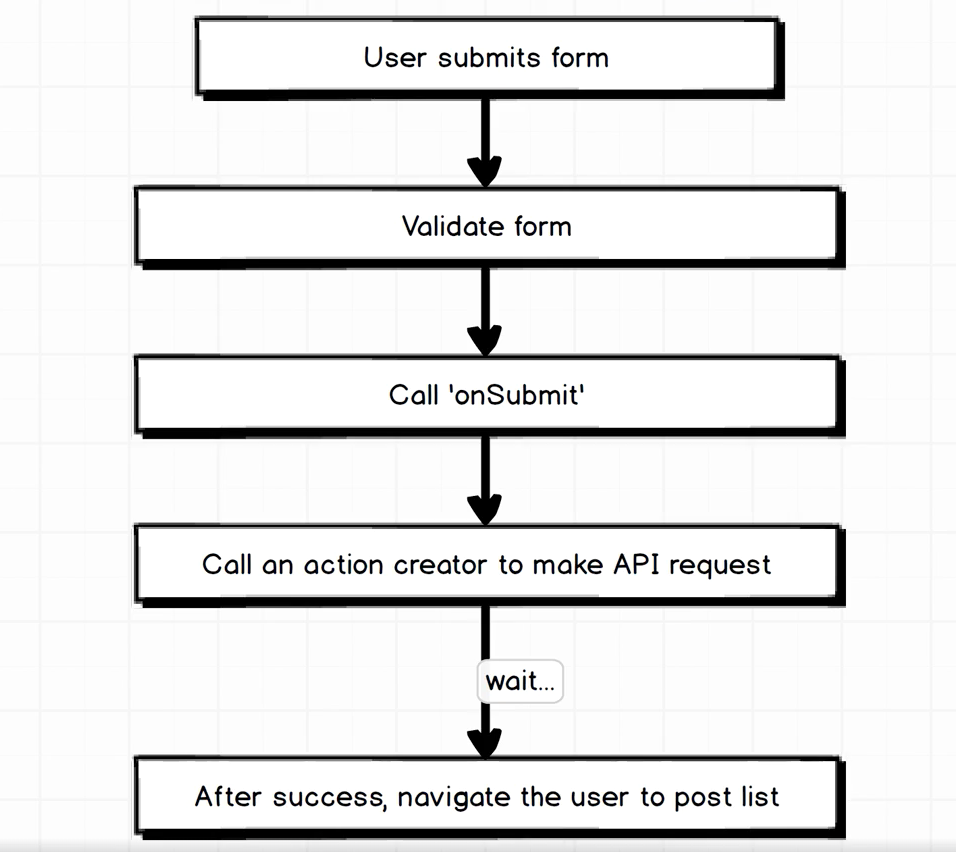 User submits form
Validate form
Call 'onSubmit'
Call an action creator to make API request
wait...
After success, navigate the user to post list